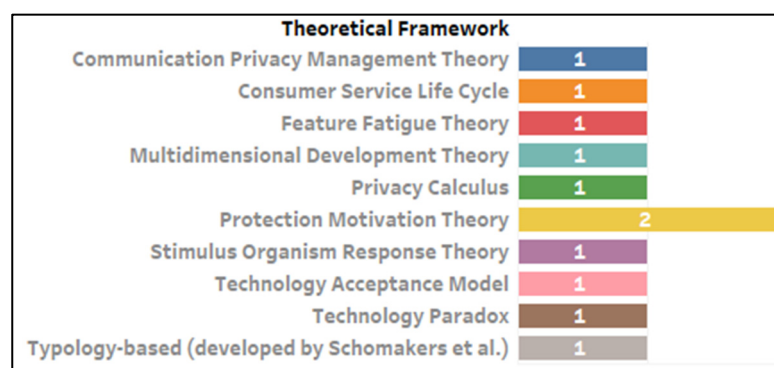 Theoretical Framework
Communication Privacy Management Theory 1
Consumer Service Life Cycle 1
Feature Fatigue Theory 1
Multidimensional Development Theory 1
Privacy Calculus 1
Protection Motivation Theory 2
Stimulus Organism Response Theory 1
Technology Acceptance Model 1
Technology Paradox 1
Typology-based (developed by Schomakers et al.) 1